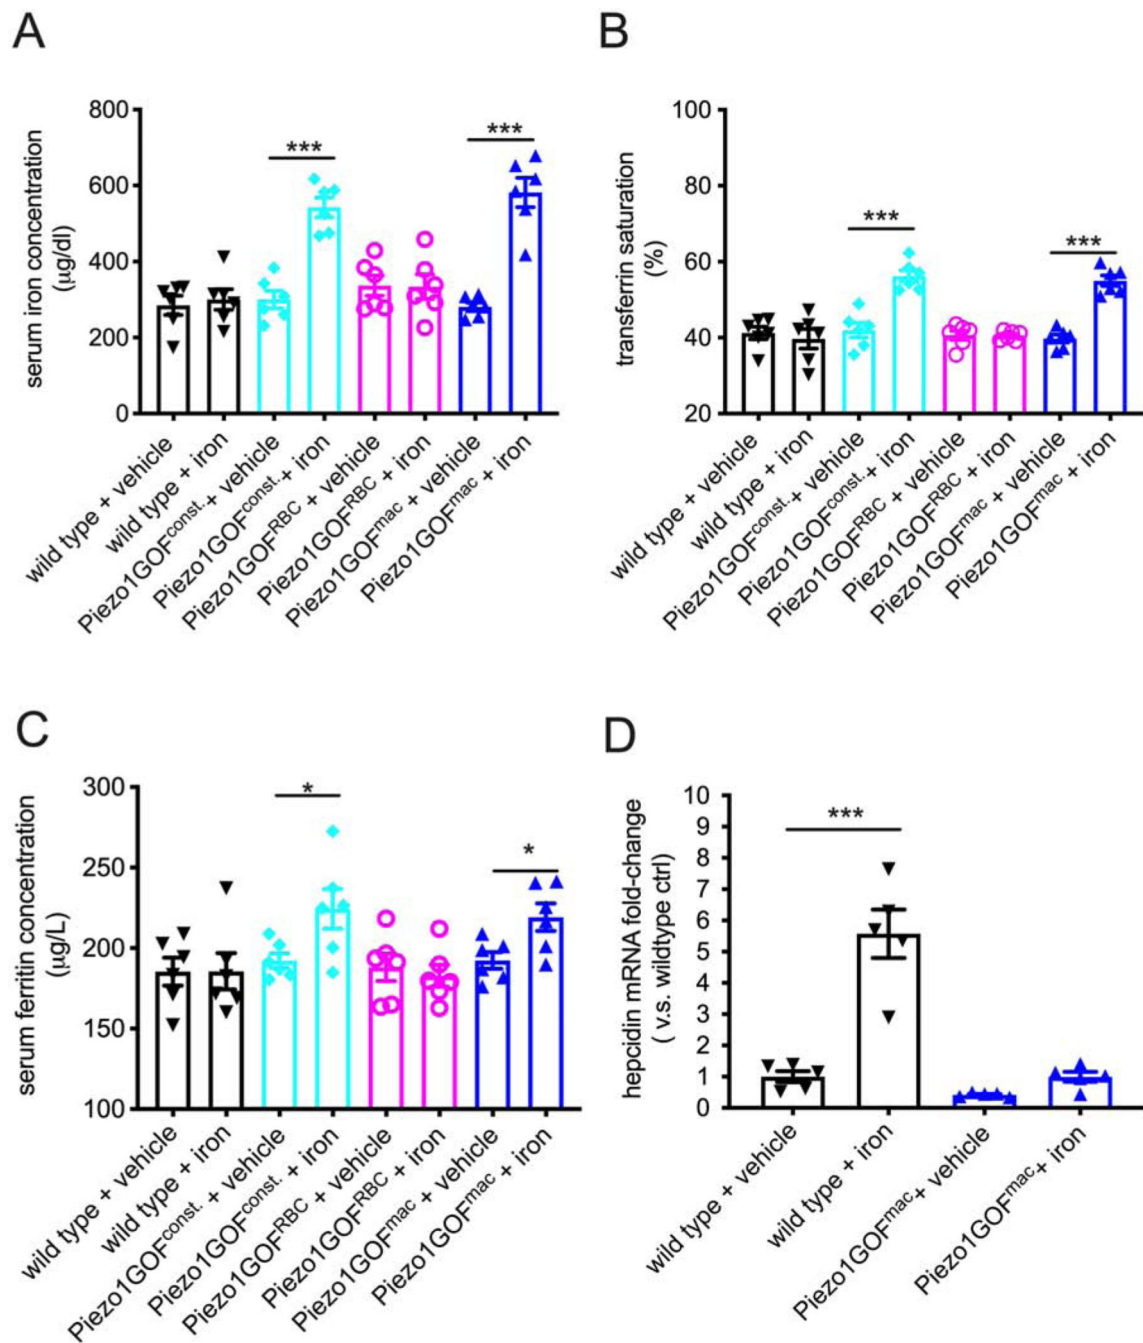 A
serum iron concentration
(µg/dl)
800
600
400
200
0
***
***
wild type + vehicle
wild type + iron
Piezo1GOFconst.+ vehicle
Piezo1GOFconst.+ iron
Piezo1GOFRBC + vehicle
Piezo1GOFRBC + iron
Piezo1GOFmac + vehicle
Piezo1GOFmac + iron
B
transferrin saturation
(%)
100
80
60
40
20
***
***
wild type + vehicle
wild type + iron
Piezo1GOFconst.+ vehicle
Piezo1GOFconst.+ iron
Piezo1GOFRBC + vehicle
Piezo1GOFRBC + iron
Piezo1GOFmac + vehicle
Piezo1GOFmac + iron
C
serum ferritin concentration
(µg/L)
300
250
200
150
100
*
*
wild type + vehicle
wild type + iron
Piezo1GOFconst. + vehicle
Piezo1GOFconst. + iron
Piezo1GOFRBC + vehicle
Piezo1GOFRBC + iron
Piezo1GOFmac + vehicle
Piezo1GOFmac + iron
D
hepcidin mRNA fold-change
( v.s. wildtype ctrl)
10
9
8
7
6
5
4
3
2
1
0
***
wild type + vehicle
wild type + iron
Piezo1GOFmac+ vehicle
Piezo1GOFmac+ iron